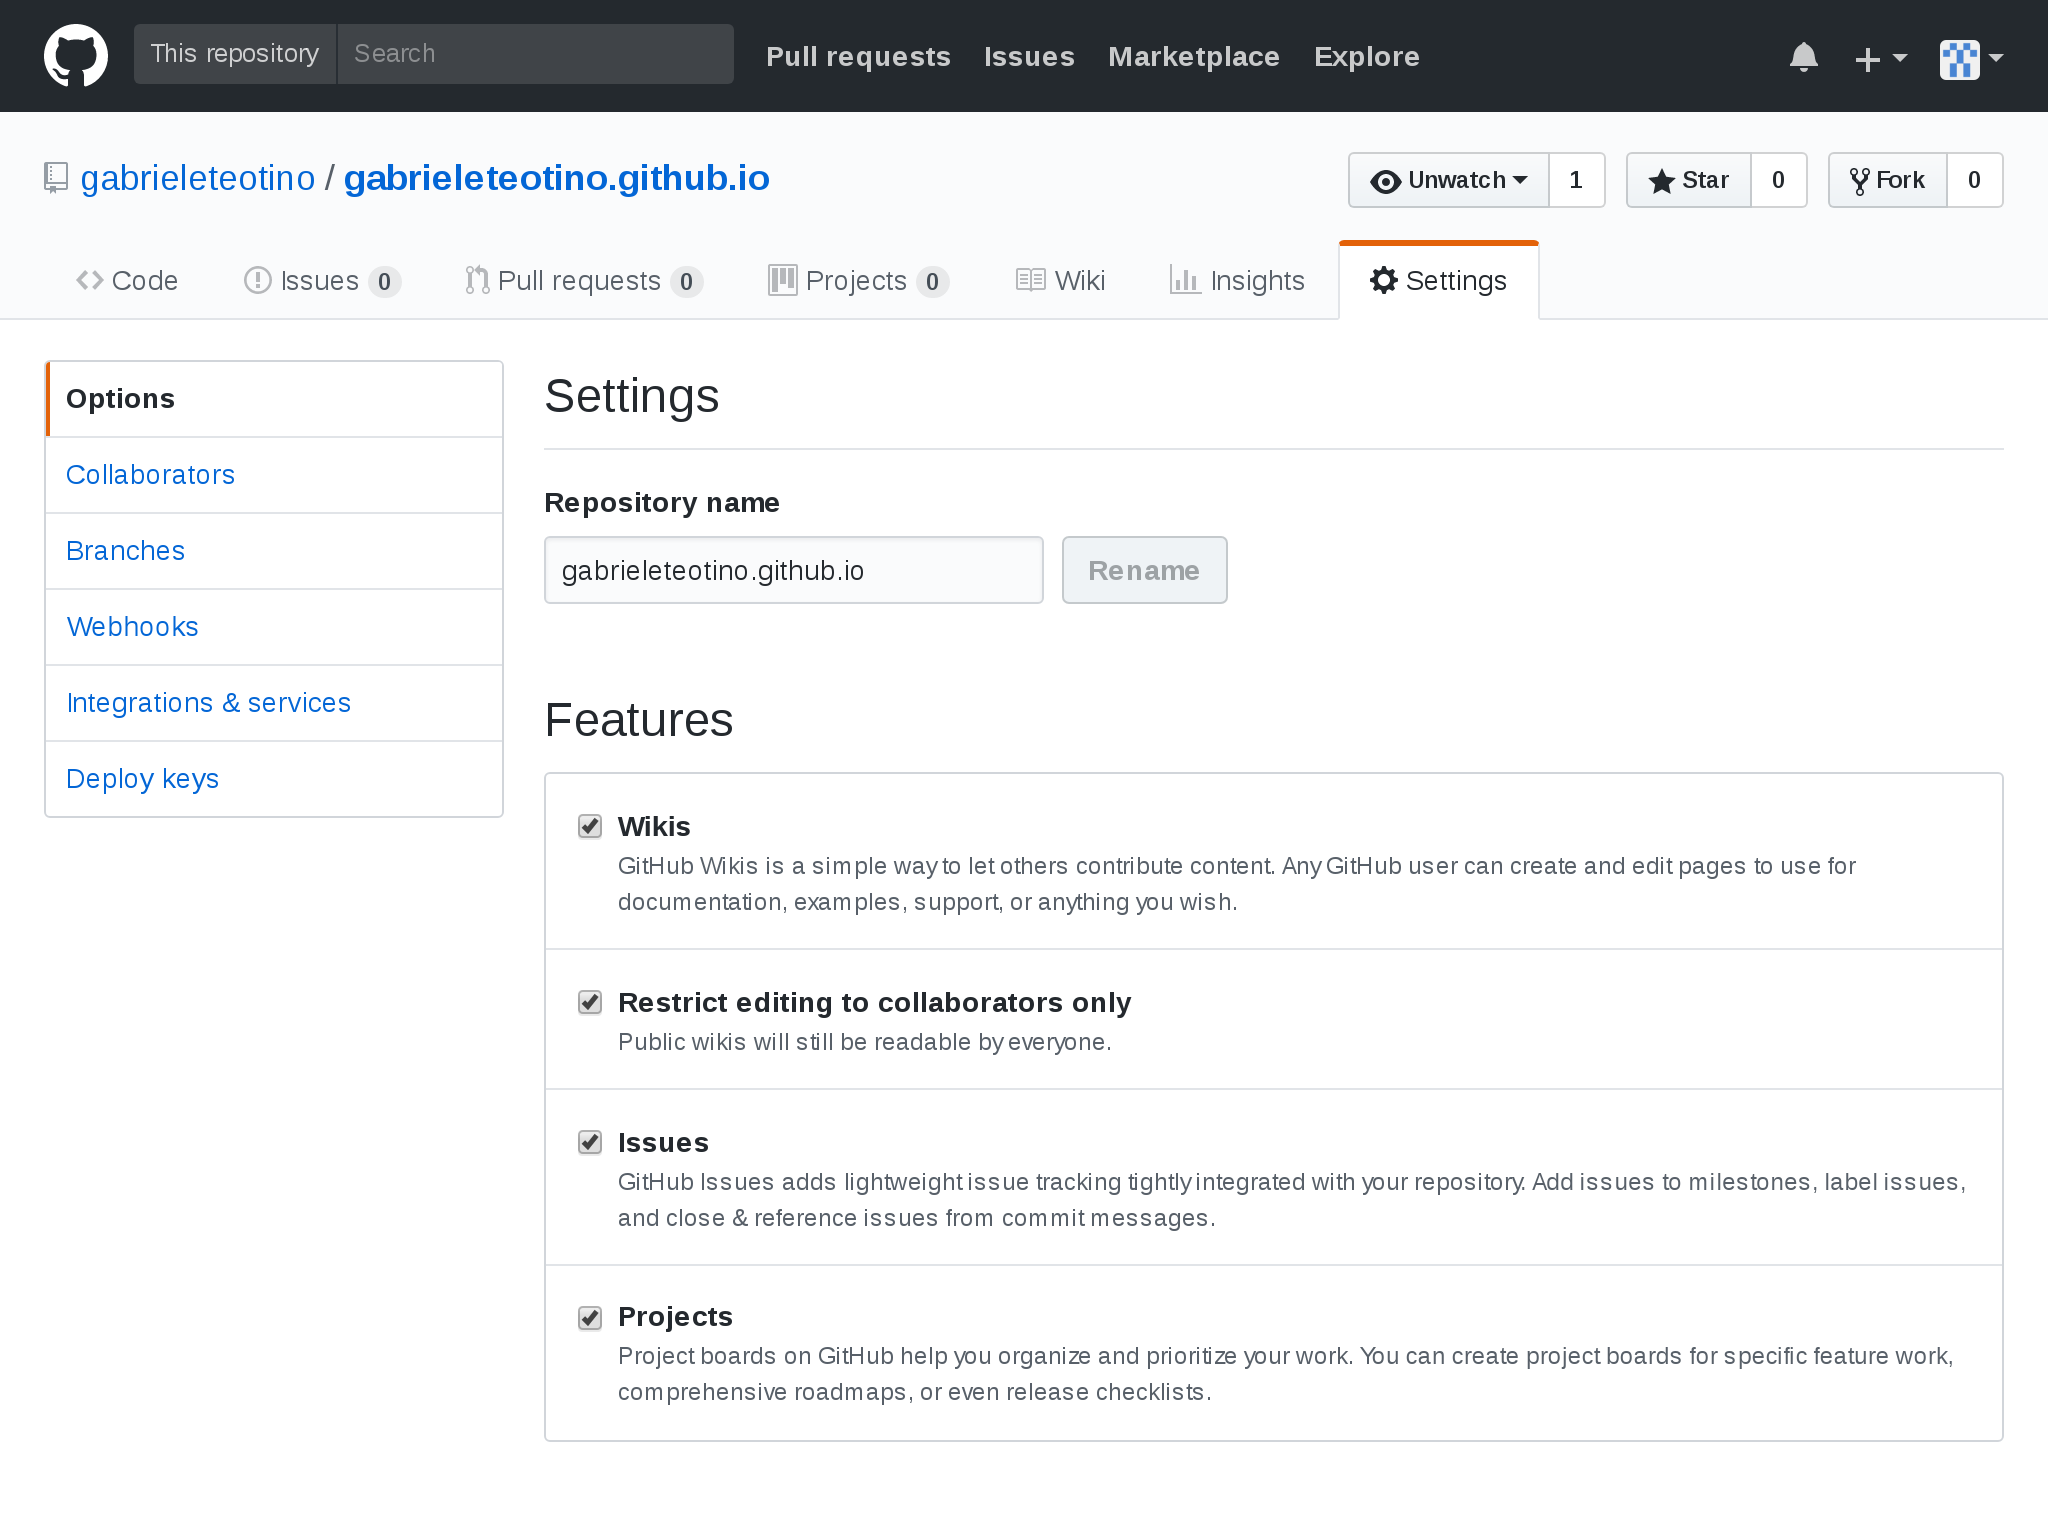 This repository Search Pull requests Issues Marketplace Explore
gabrieleteotino / gabrieleteotino.github.io Unwatch 1 Star 0 Fork 0
Code Issues 0 Pull requests 0 Projects 0 Wiki Insights Settings
Options
Collaborators
Branches
Webhooks
Integrations & services
Deploy keys
Settings
Repository name
gabrieleteotino.github.io Rename
Features
Wikis
GitHub Wikis is a simple way to let others contribute content. Any GitHub user can create and edit pages to use for
documentation, examples, support, or anything you wish.
Restrict editing to collaborators only
Public wikis will still be readable by everyone.
Issues
GitHub Issues adds lightweight issue tracking tightly integrated with your repository. Add issues to milestones, label issues,
and close & reference issues from commit messages.
Projects
Project boards on GitHub help you organize and prioritize your work. You can create project boards for specific feature work,
comprehensive roadmaps, or even release checklists.